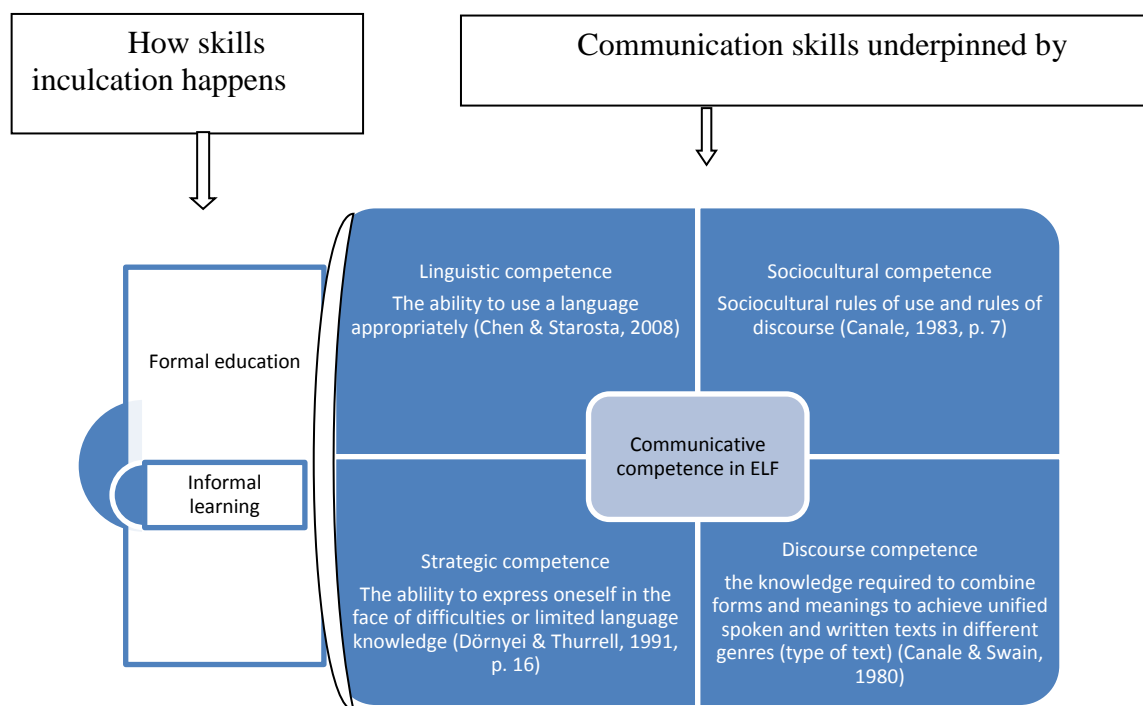 How skills
inculcation happens
Communication skills underpinned by
Formal education
Informal
learning
Linguistic competence
The ability to use a language
appropriately (Chen & Starosta, 2008)
Sociocultural competence
Sociocultural rules of use and rules of
discourse (Canale, 1983, p. 7)
Communicative
competence in ELF
Strategic competence
The ablility to express oneself in the
face of difficulties or limited language
knowledge (Dörnyei & Thurrell, 1991,
p. 16)
Discourse competence
the knowledge required to combine
forms and meanings to achieve unified
spoken and written texts in different
genres (type of text) (Canale & Swain,
1980)